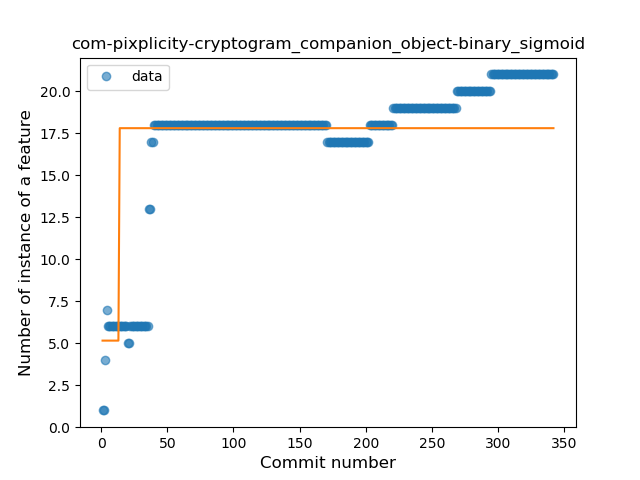 com-pixplicity-cryptogram_companion_object-binary_sigmoid
data
Number of instance of a feature
20.0
17.5
15.0
12.5
10.0
7.5
5.0
2.5
0.0
0 50 100 150 200 250 300 350
Commit number